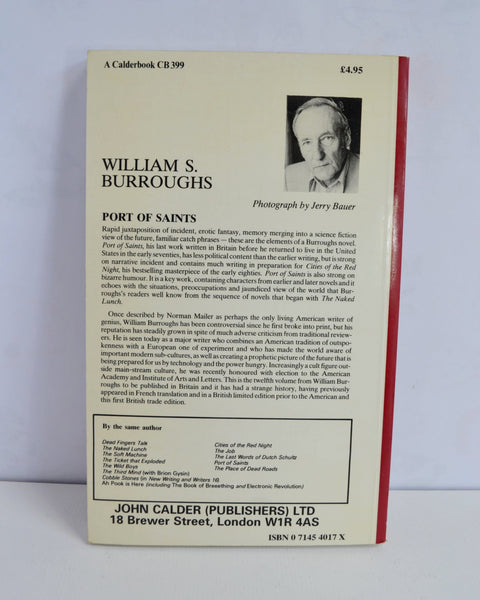 A Calderbook CB 399
£4.95
WILLIAM S.
BURROUGHS
Photograph by Jerry Bauer
PORT OF SAINTS
Rapid juxtaposition of incident, erotic fantasy, memory merging into a science fiction
view of the future, familiar catch phrases — these are the elements of a Burroughs novel.
Port of Saints, his last work written in Britain before he returned to live in the United
States in the early seventies, has less political content than the earlier writing, but is strong
on narrative incident and contains much writing in preparation for Cities of the Red
Night, his bestselling masterpiece of the early eighties. Port of Saints is also strong on
bizarre humour. It is a key work, containing characters from earlier and later novels and it
echoes with the situations, preoccupations and jaundiced view of the world that Bur-
roughs's readers well know from the sequence of novels that began with The Naked
Lunch.
Once described by Norman Mailer as perhaps the only living American writer of
genius, William Burroughs has been controversial since he first broke into print, but his
reputation has steadily grown in spite of much adverse criticism from traditional review-
ers. He is seen today as a major writer who combines an American tradition of outspo-
kenness with a European one of experiment and who has made the world aware of
important modern sub-cultures, as well as creating a prophetic picture of the future that is
being prepared for us by technology and the power hungry. Increasingly a cult figure out-
side main-stream culture, he was recently honoured with election to the American
Academy and Institute of Arts and Letters. This is the twelfth volume from William Bur-
roughs to be published in Britain and it has had a strange history, having previously
appeared in French translation and in a British limited edition prior to the American and
this first British trade edition.
By the same author
Dead Fingers Talk
The Naked Lunch
The Soft Machine
The Ticket that Exploded
The Wild Boys
The Third Mind (with Brion Gysin)
Cobble Stones (in New Writing and Writers 16)
Ah Pook is Here (including The Book of Breeething and Electronic Revolution)
Cities of the Red Night
The Job
The Last Words of Dutch Schultz
Port of Saints
The Place of Dead Roads
JOHN CALDER (PUBLISHERS) LTD
18 Brewer Street, London W1R 4AS
ISBN 0 7145 4017 X